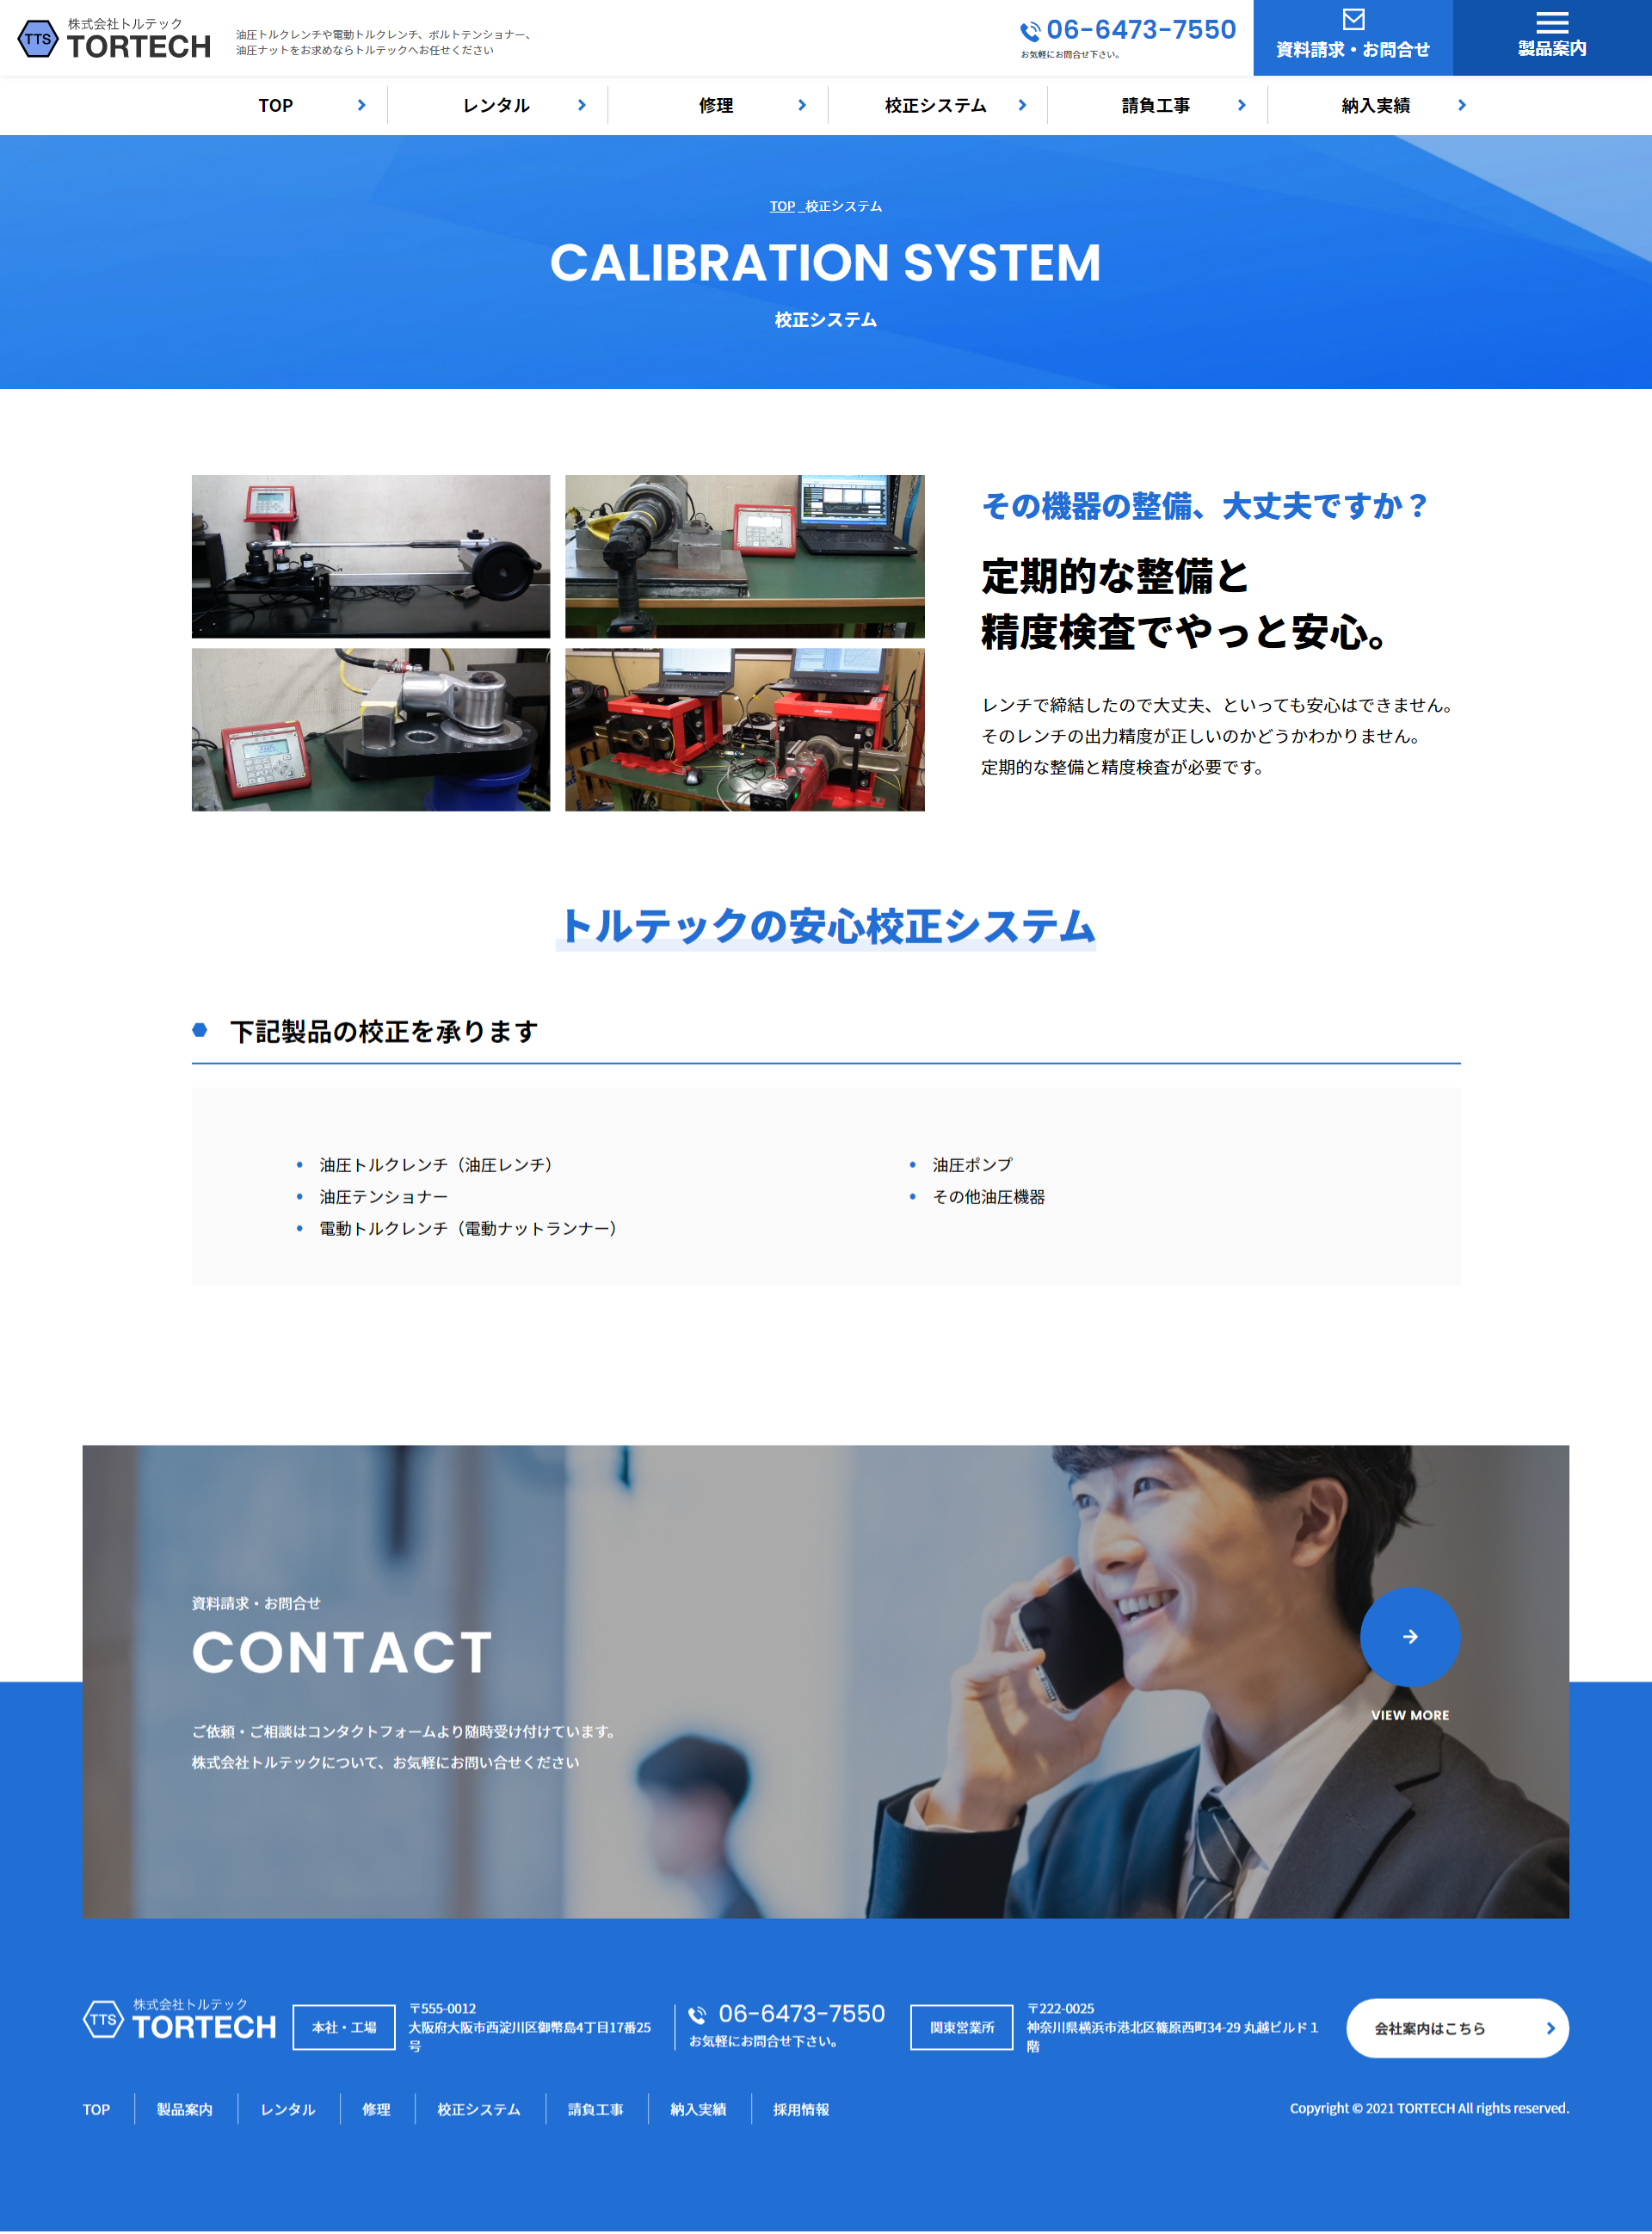 TTS
株式会社トルテック
TORTECH
油圧トルクレンチや電動トルクレンチ、ボルトテンショナー、
油圧ナットをお求めならトルテックへお任せください
06-6473-7550
お気軽にお問合せ下さい。
資料請求・お問合せ
製品案内
TOP
レンタル
修理
校正システム
請負工事
納入実績
TOP _校正システム
CALIBRATION SYSTEM
校正システム
その機器の整備、大丈夫ですか？
定期的な整備と
精度検査でやっと安心。
レンチで締結したので大丈夫、といっても安心はできません。
そのレンチの出力精度が正しいのかどうかわかりません。
定期的な整備と精度検査が必要です。
トルテックの安心校正システム
下記製品の校正を承ります
油圧トルクレンチ（油圧レンチ）
油圧テンショナー
電動トルクレンチ（電動ナットランナー）
油圧ポンプ
その他油圧機器
資料請求・お問合せ
CONTACT
ご依頼・ご相談はコンタクトフォームより随時受け付けています。
株式会社トルテックについて、お気軽にお問い合せください
VIEW MORE
TTS
株式会社トルテック
TORTECH
本社・工場
〒555-0012
大阪府大阪市西淀川区御幣島4丁目17番25
号
06-6473-7550
お気軽にお問合せ下さい。
関東営業所
〒222-0025
神奈川県横浜市港北区篠原西町34-29 丸越ビルド１
階
会社案内はこちら
TOP
製品案内
レンタル
修理
校正システム
請負工事
納入実績
採用情報
Copyright © 2021 TORTECH All rights reserved.